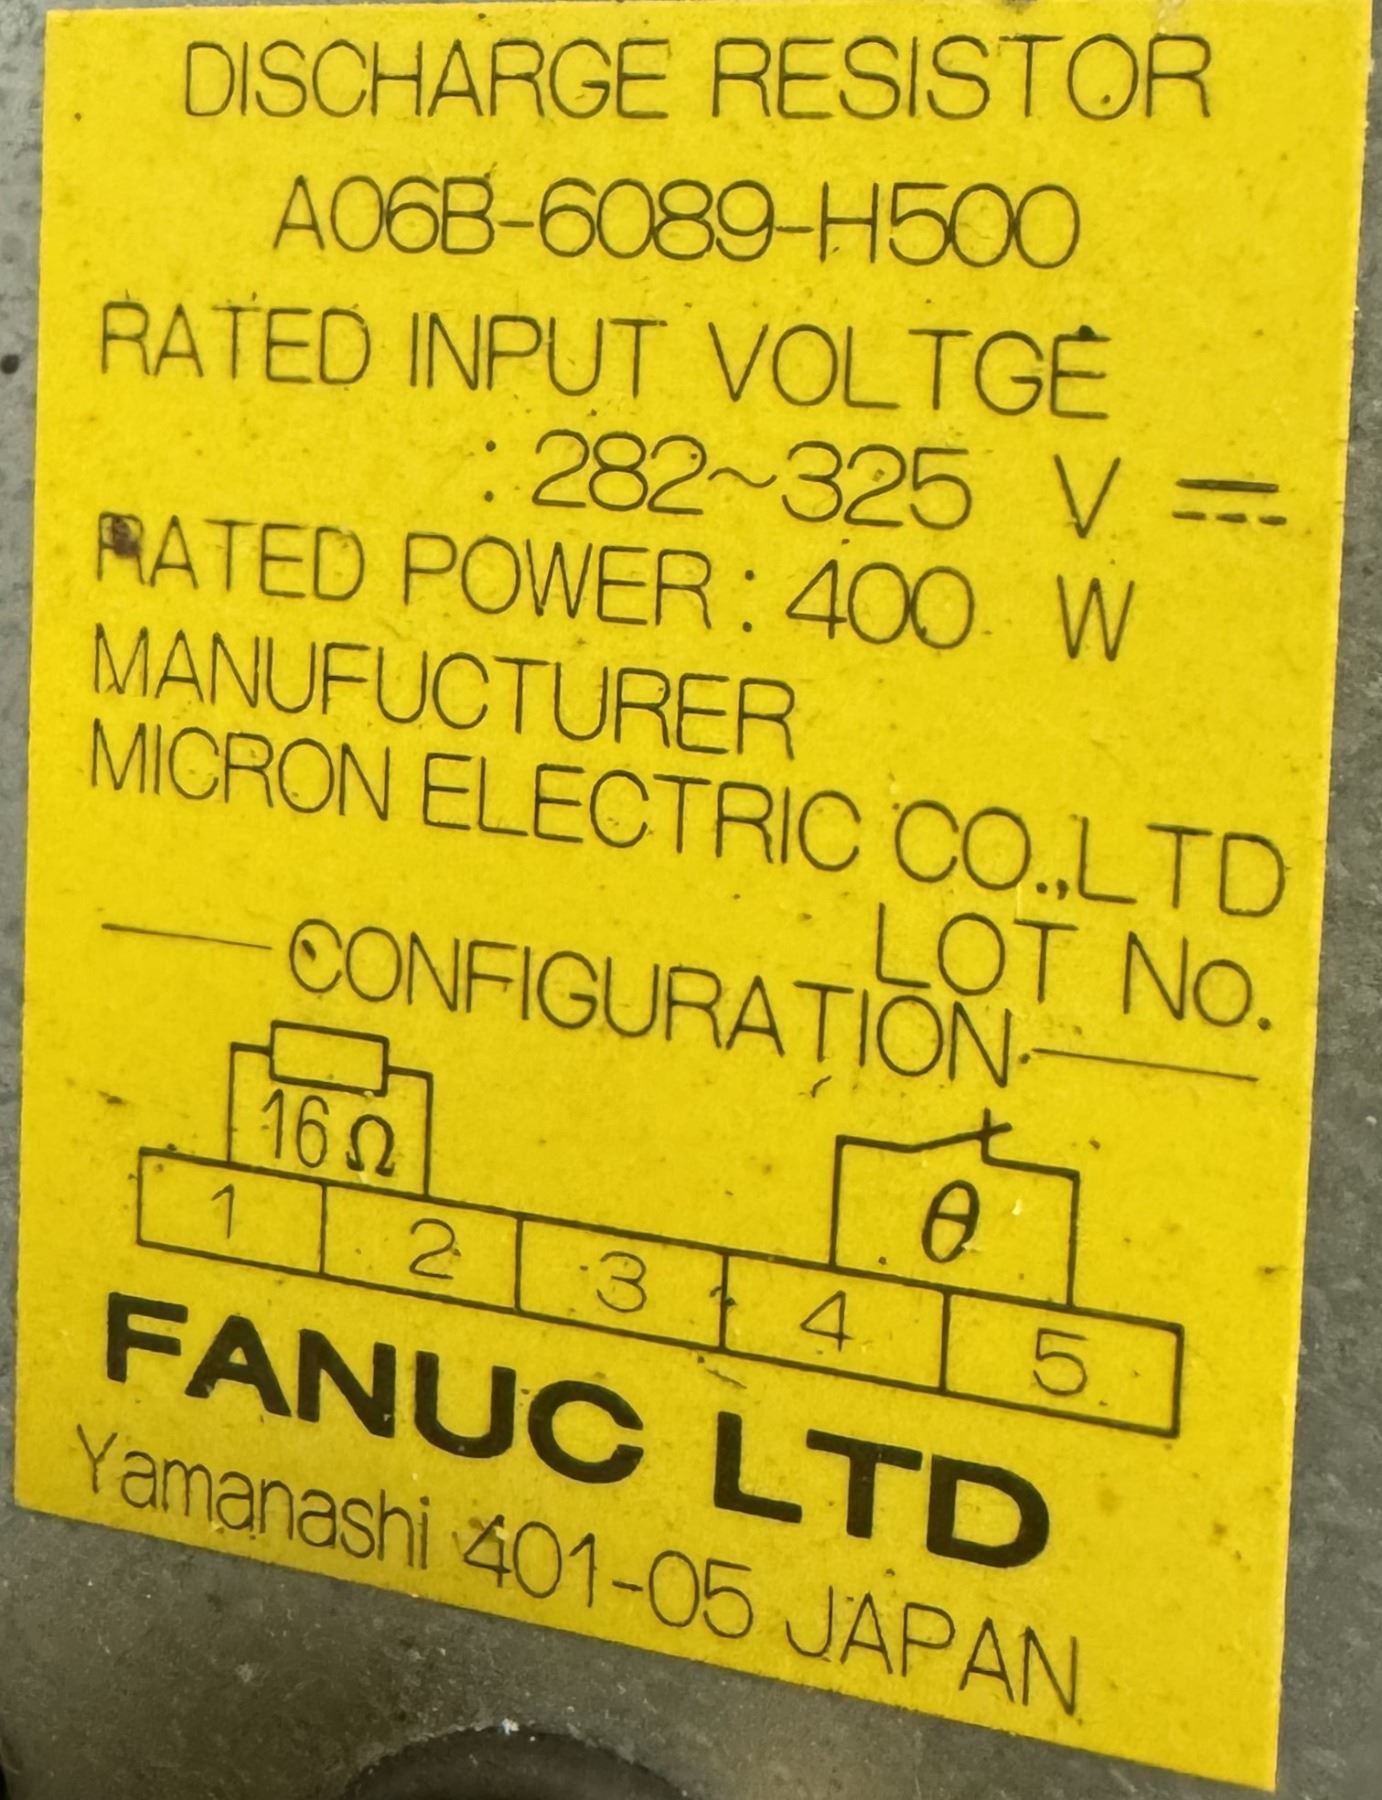 DISCHARGE RESISTOR
A06B-6089-H500
RATED INPUT VOLTGE
: 282~325 V ⎓
RATED POWER : 400 W
MANUFUCTURER
MICRON ELECTRIC CO.,LTD
LOT No.
CONFIGURATION
16Ω
θ
1 2 3 4 5
FANUC LTD
Yamanashi 401-05 JAPAN